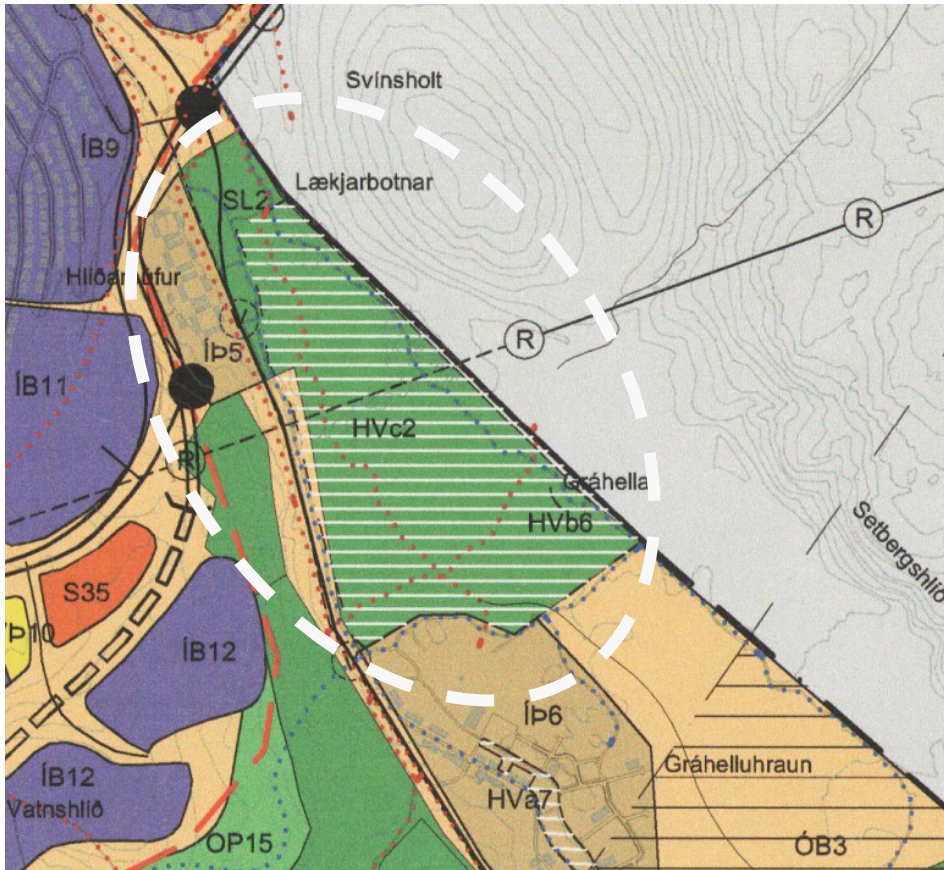 Svínsholt
ÍB9
Lækjarbotnar
SL2
R
Hlíðarþúfur
V
R
ÍÞ5
ÍB11
HVc2
R
Gráhella
HVb6
Setbergshlíð
S35
ÍB12
ÍÞ6
ÍB12
Gráhelluhraun
Vatnshlíð
HVa7
OP15
ÓB3